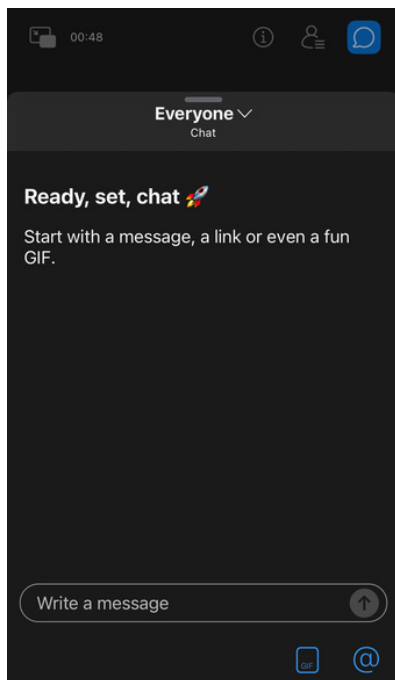 00:48
Everyone
Chat
Ready, set, chat 🚀
Start with a message, a link or even a fun
GIF.
Write a message
GIF
@